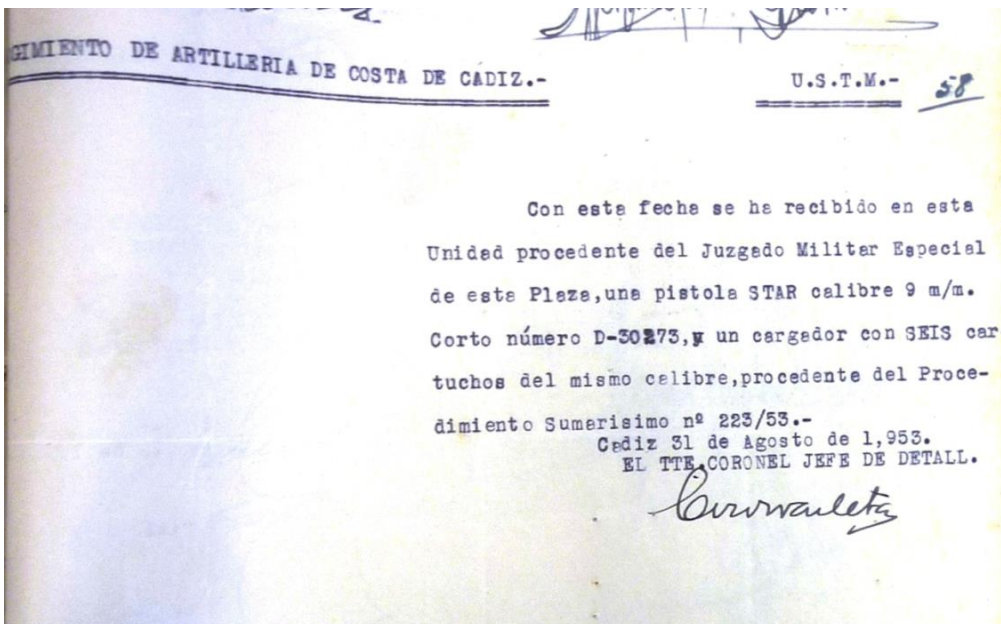 GIMIENTO DE ARTILLERIA DE COSTA DE CADIZ.-
U.S.T.M.- 58
Con esta fecha se ha recibido en esta
Unidad procedente del Juzgado Militar Especial
de esta Plaza,una pistola STAR calibre 9 m/m.
Corto número D-30273,y un cargador con SEIS car
tuchos del mismo calibre,procedente del Proce-
dimiento Sumarisimo nº 223/53.-
Cadiz 31 de Agosto de 1,953.
EL TTE.CORONEL JEFE DE DETALL.